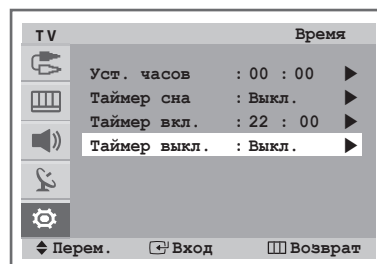 TV Время
Уст. часов : 00 : 00
Таймер сна : Выкл.
Таймер вкл. : 22 : 00
Таймер выкл. : Выкл.
Перем. Вход Возврат